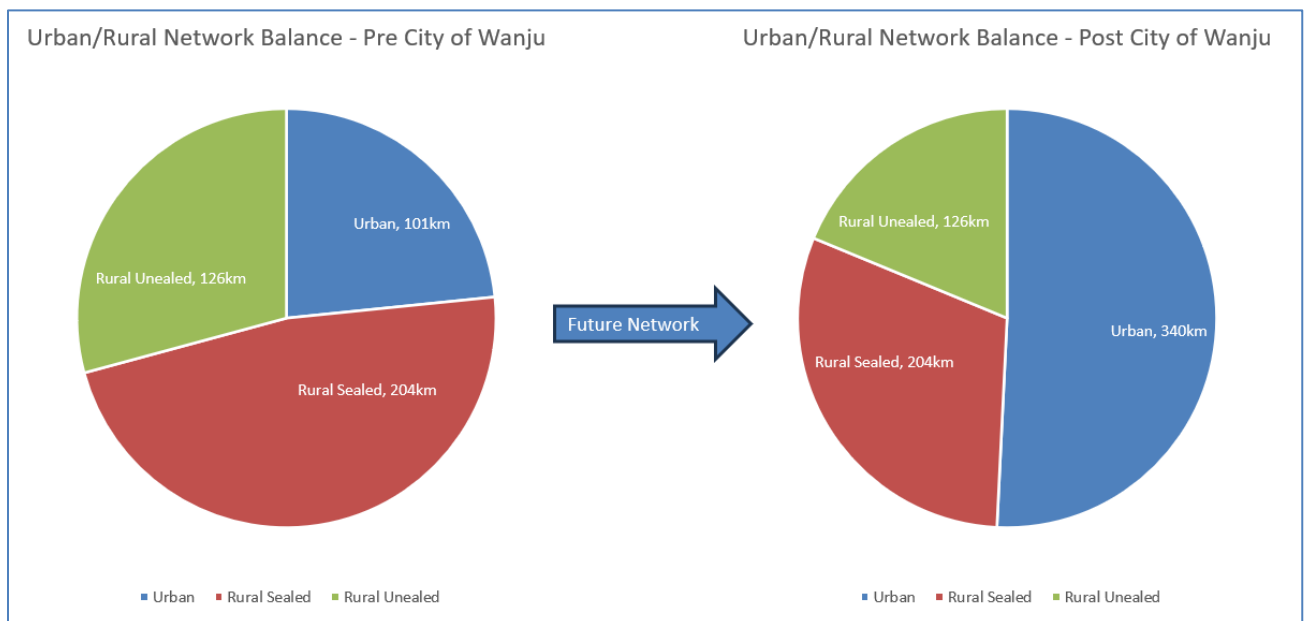 Urban/Rural Network Balance - Pre City of Wanju
Urban, 101km
Rural Unealed, 126km
Rural Sealed, 204km
Urban
Rural Sealed
Rural Unealed
Future Network
Urban/Rural Network Balance - Post City of Wanju
Rural Unealed, 126km
Urban, 340km
Rural Sealed, 204km
Urban
Rural Sealed
Rural Unealed